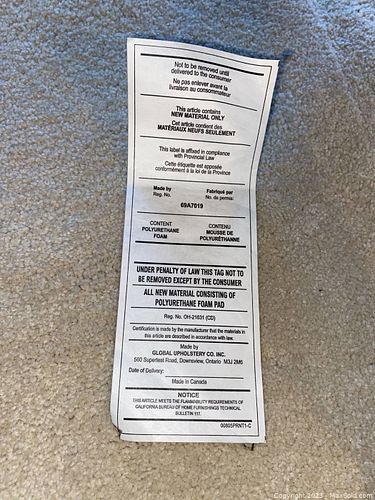 Not to be removed until
delivered to the consumer
Ne pas enlever avant la
livraison au consommateur
This article contains
NEW MATERIAL ONLY
Cet article contient des
MATÉRIAUX NEUFS SEULEMENT
This label is affixed in compliance
with Provincial Law
Cette étiquette est apposée
conformément à la loi de la Province
Made by Fabriqué par
Reg. No. No. de permis:
69A7019
CONTENT CONTENU
POLYURETHANE MOUSSE DE
FOAM POLYURÉTHANNE
UNDER PENALTY OF LAW THIS TAG NOT TO
BE REMOVED EXCEPT BY THE CONSUMER
ALL NEW MATERIAL CONSISTING OF
POLYURETHANE FOAM PAD
Reg. No. OH-21631 (CD)
Certification is made by the manufacturer that the materials in
this article are described in accordance with law.
Made by
GLOBAL UPHOLSTERY CO. INC.
560 Supertest Road, Downsview, Ontario M3J 2M6
Date of Delivery:
Made in Canada
NOTICE
THIS ARTICLE MEETS THE FLAMMABILITY REQUIREMENTS OF
CALIFORNIA BUREAU OF HOME FURNISHINGS TECHNICAL
BULLETIN 117.
00805PRNT1-C
Copyright 2023 - MaxSold.com